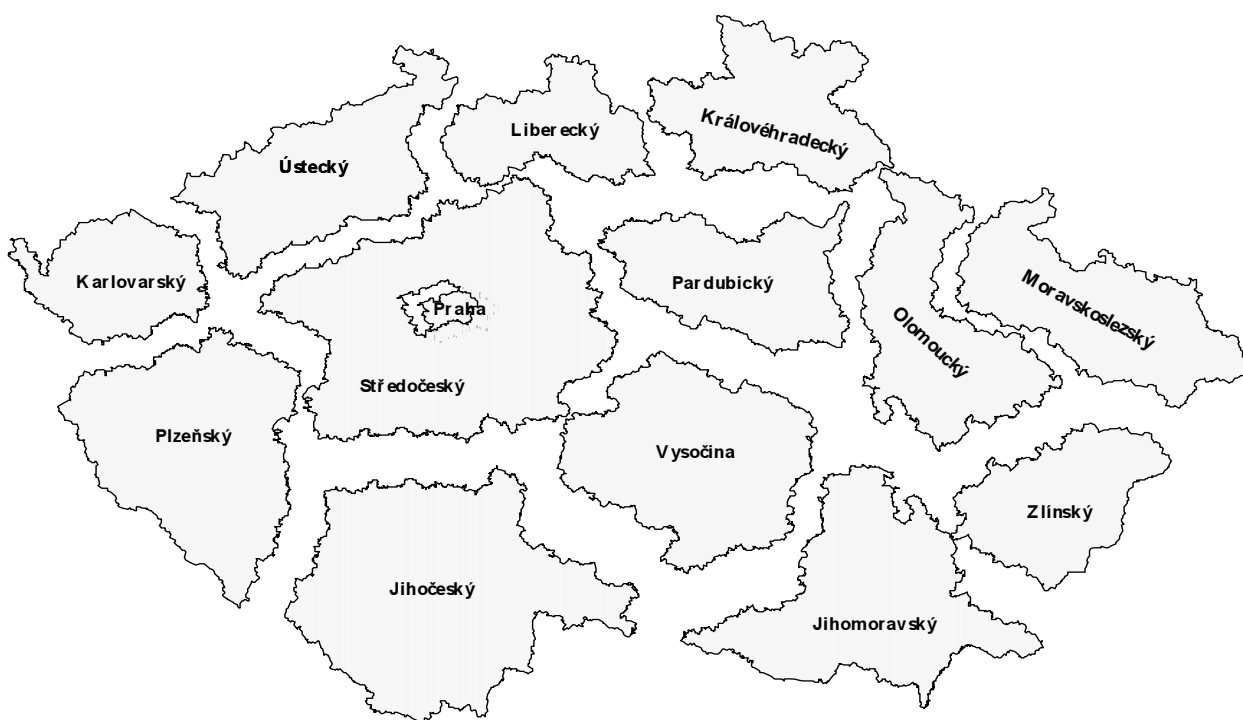 Liberecký
Královéhradecký
Ústecký
Karlovarský
Pardubický
Moravskoslezský
Praha
Olomoucký
Středočeský
Plzeňský
Vysočina
Zlínský
Jihočeský
Jihomoravský